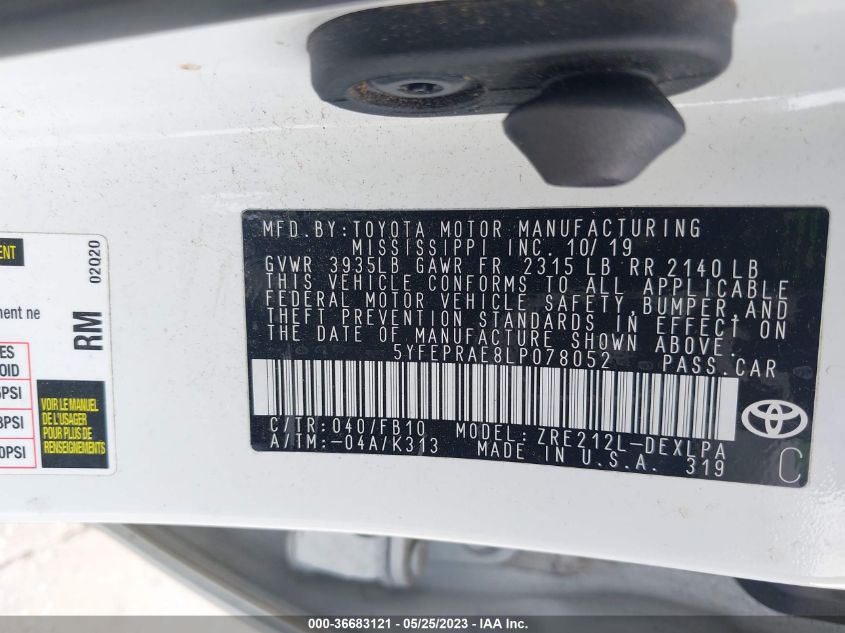 MFD.BY:TOYOTA MOTOR MANUFACTURING
MISSISSIPPI INC. 10/19
GVWR 3935LB GAWR FR 2315 LB RR 2140 LB
THIS VEHICLE CONFORMS TO ALL APPLICABLE
FEDERAL MOTOR VEHICLE SAFETY, BUMPER, AND
THEFT PREVENTION STANDARDS IN EFFECT ON
THE DATE OF MANUFACTURE SHOWN ABOVE.
5YFEPRAE8LP078052 PASS.CAR
C/TR: 040/FB10 MODEL: ZRE212L-DEXLPA
A/TM:-04A/K313 MADE IN U.S.A. 319
C
02Q20
RM
VOIR LE MANUEL
DE L'USAGER
POUR PLUS DE
RENSEIGNEMENTS
000-36683121 / 05/25/2023 — IAA Inc.